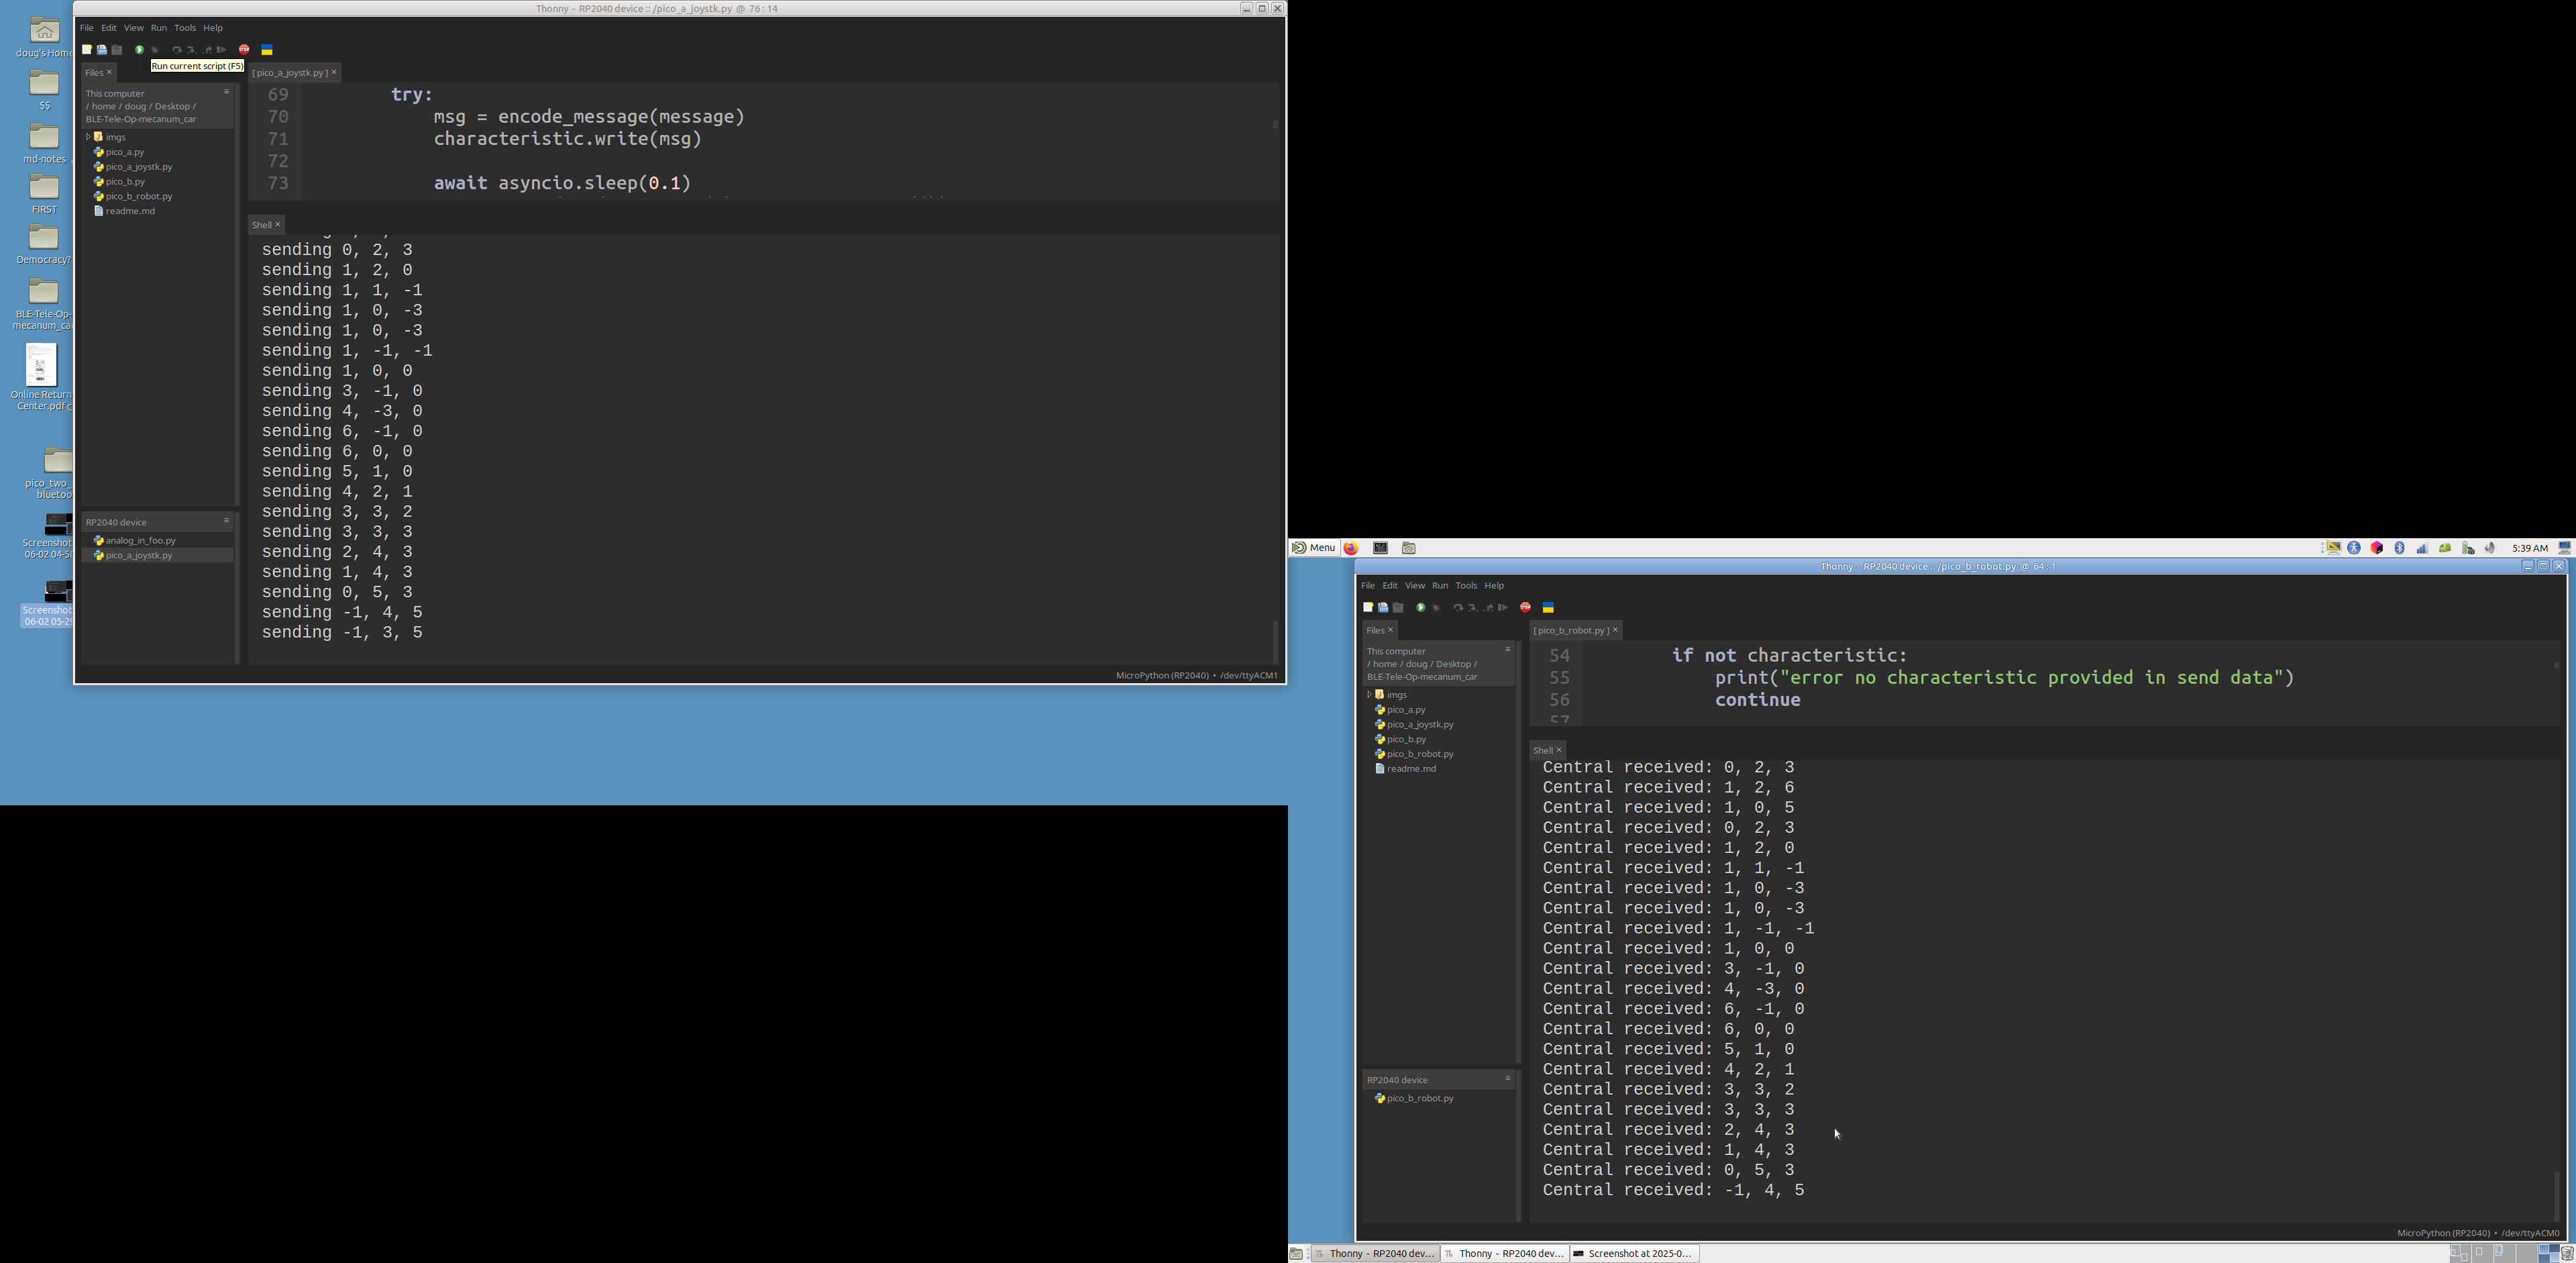 doug's Home
$$
md-notes
FIRST
Democracy?
BLE-Tele-Op-
mecanum_ca
Online Return
Center.pdf
pico_two_
bluetoo
Screenshot
06-02 04-5
Screenshot
06-02 05-2
Thonny - RP2040 device :: /pico_a_joystk.py @ 76 : 14
File Edit View Run Tools Help
Run current script (F5)
Files
This computer
/ home / doug / Desktop /
BLE-Tele-Op-mecanum_car
imgs
pico_a.py
pico_a_joystk.py
pico_b.py
pico_b_robot.py
readme.md
RP2040 device
analog_in_foo.py
pico_a_joystk.py
[ pico_a_joystk.py ]
69 try:
70 msg = encode_message(message)
71 characteristic.write(msg)
72
73 await asyncio.sleep(0.1)
Shell
sending 0, 2, 3
sending 1, 2, 0
sending 1, 1, -1
sending 1, 0, -3
sending 1, 0, -3
sending 1, -1, -1
sending 1, 0, 0
sending 3, -1, 0
sending 4, -3, 0
sending 6, -1, 0
sending 6, 0, 0
sending 5, 1, 0
sending 4, 2, 1
sending 3, 3, 2
sending 3, 3, 3
sending 2, 4, 3
sending 1, 4, 3
sending 0, 5, 3
sending -1, 4, 5
sending -1, 3, 5
MicroPython (RP2040) • /dev/ttyACM1
Menu
5:39 AM
Thonny - RP2040 device :: /pico_b_robot.py @ 64 : 1
File Edit View Run Tools Help
Files
This computer
/ home / doug / Desktop /
BLE-Tele-Op-mecanum_car
imgs
pico_a.py
pico_a_joystk.py
pico_b.py
pico_b_robot.py
readme.md
RP2040 device
pico_b_robot.py
[ pico_b_robot.py ]
54 if not characteristic:
55 print("error no characteristic provided in send data")
56 continue
57
Shell
Central received: 0, 2, 3
Central received: 1, 2, 6
Central received: 1, 0, 5
Central received: 0, 2, 3
Central received: 1, 2, 0
Central received: 1, 1, -1
Central received: 1, 0, -3
Central received: 1, 0, -3
Central received: 1, -1, -1
Central received: 1, 0, 0
Central received: 3, -1, 0
Central received: 4, -3, 0
Central received: 6, -1, 0
Central received: 6, 0, 0
Central received: 5, 1, 0
Central received: 4, 2, 1
Central received: 3, 3, 2
Central received: 3, 3, 3
Central received: 2, 4, 3
Central received: 1, 4, 3
Central received: 0, 5, 3
Central received: -1, 4, 5
MicroPython (RP2040) • /dev/ttyACM0
Thonny - RP2040 dev... Thonny - RP2040 dev... Screenshot at 2025-0...